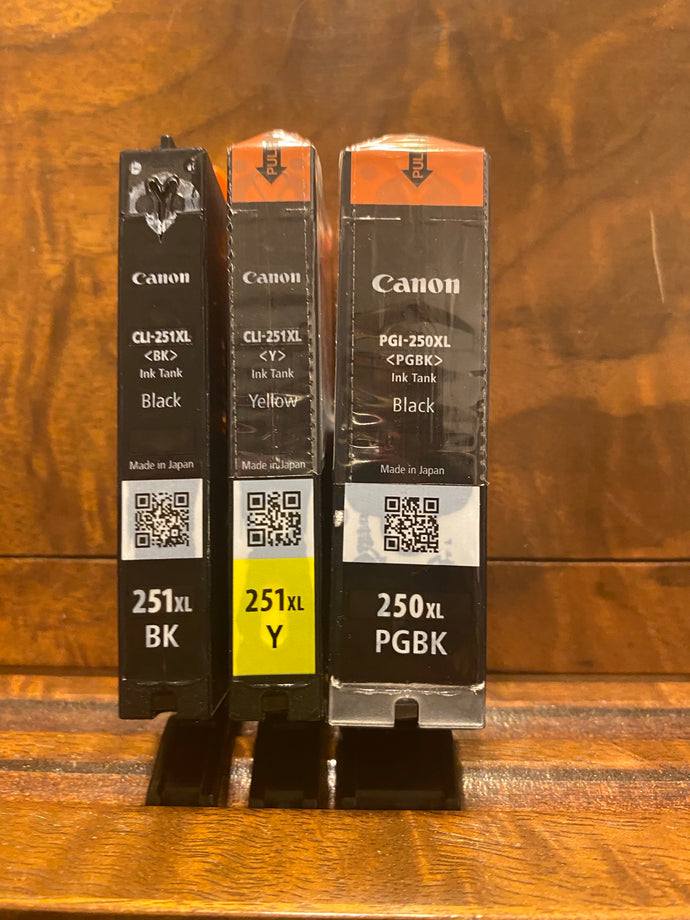 Canon
CLI-251XL
<BK>
Ink Tank
Black
Made in Japan
251XL
BK
PULL
Canon
CLI-251XL
<Y>
Ink Tank
Yellow
Made in Japan
251XL
Y
PULL
Canon
PGI-250XL
<PGBK>
Ink Tank
Black
Made in Japan
250XL
PGBK